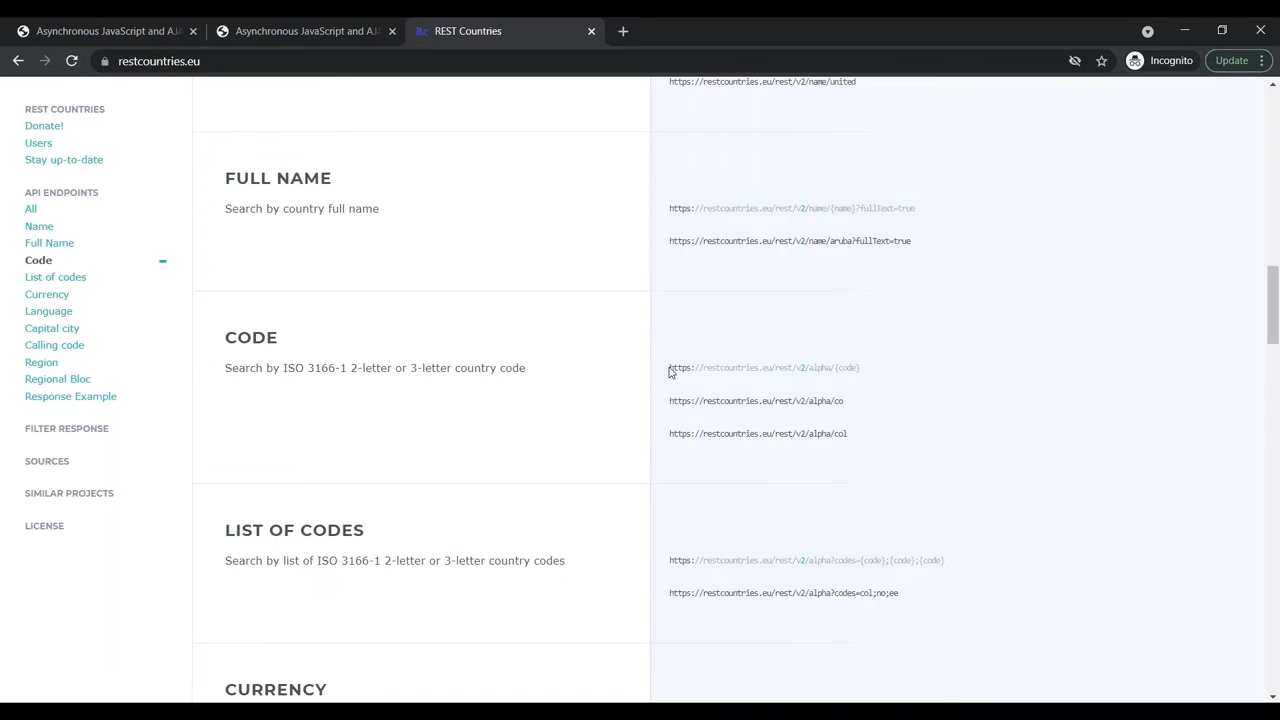 Asynchronous JavaScript and AJA
Asynchronous JavaScript and AJA
Rc REST Countries
restcountries.eu
Incognito
Update
REST COUNTRIES
Donate!
Users
Stay up-to-date
API ENDPOINTS
All
Name
Full Name
Code
List of codes
Currency
Language
Capital city
Calling code
Region
Regional Bloc
Response Example
FILTER RESPONSE
SOURCES
SIMILAR PROJECTS
LICENSE
https://restcountries.eu/rest/v2/name/united
FULL NAME
Search by country full name
https://restcountries.eu/rest/v2/name/{name}?fullText=true
https://restcountries.eu/rest/v2/name/aruba?fullText=true
CODE
Search by ISO 3166-1 2-letter or 3-letter country code
https://restcountries.eu/rest/v2/alpha/{code}
https://restcountries.eu/rest/v2/alpha/co
https://restcountries.eu/rest/v2/alpha/col
LIST OF CODES
Search by list of ISO 3166-1 2-letter or 3-letter country codes
https://restcountries.eu/rest/v2/alpha?codes={code};{code};{code}
https://restcountries.eu/rest/v2/alpha?codes=col;no;ee
CURRENCY